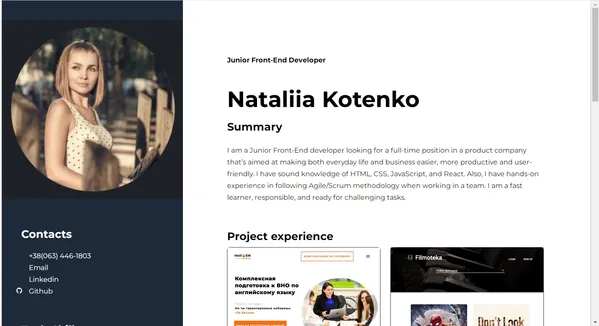 Junior Front-End Developer
Nataliia Kotenko
Summary
I am a Junior Front-End developer looking for a full-time position in a product company
that's aimed at making both everyday life and business easier, more productive and user-
friendly. I have sound knowledge of HTML, CSS, JavaScript, and React. Also, I have hands-on
experience in following Agile/Scrum methodology when working in a team. I am a fast
learner, responsible, and ready for challenging tasks.
Contacts
+38(063) 446-1803
Email
Linkedin
Github
Project experience
Комплексная
подготовка к ВНО по
английскому языку
Filmoteka